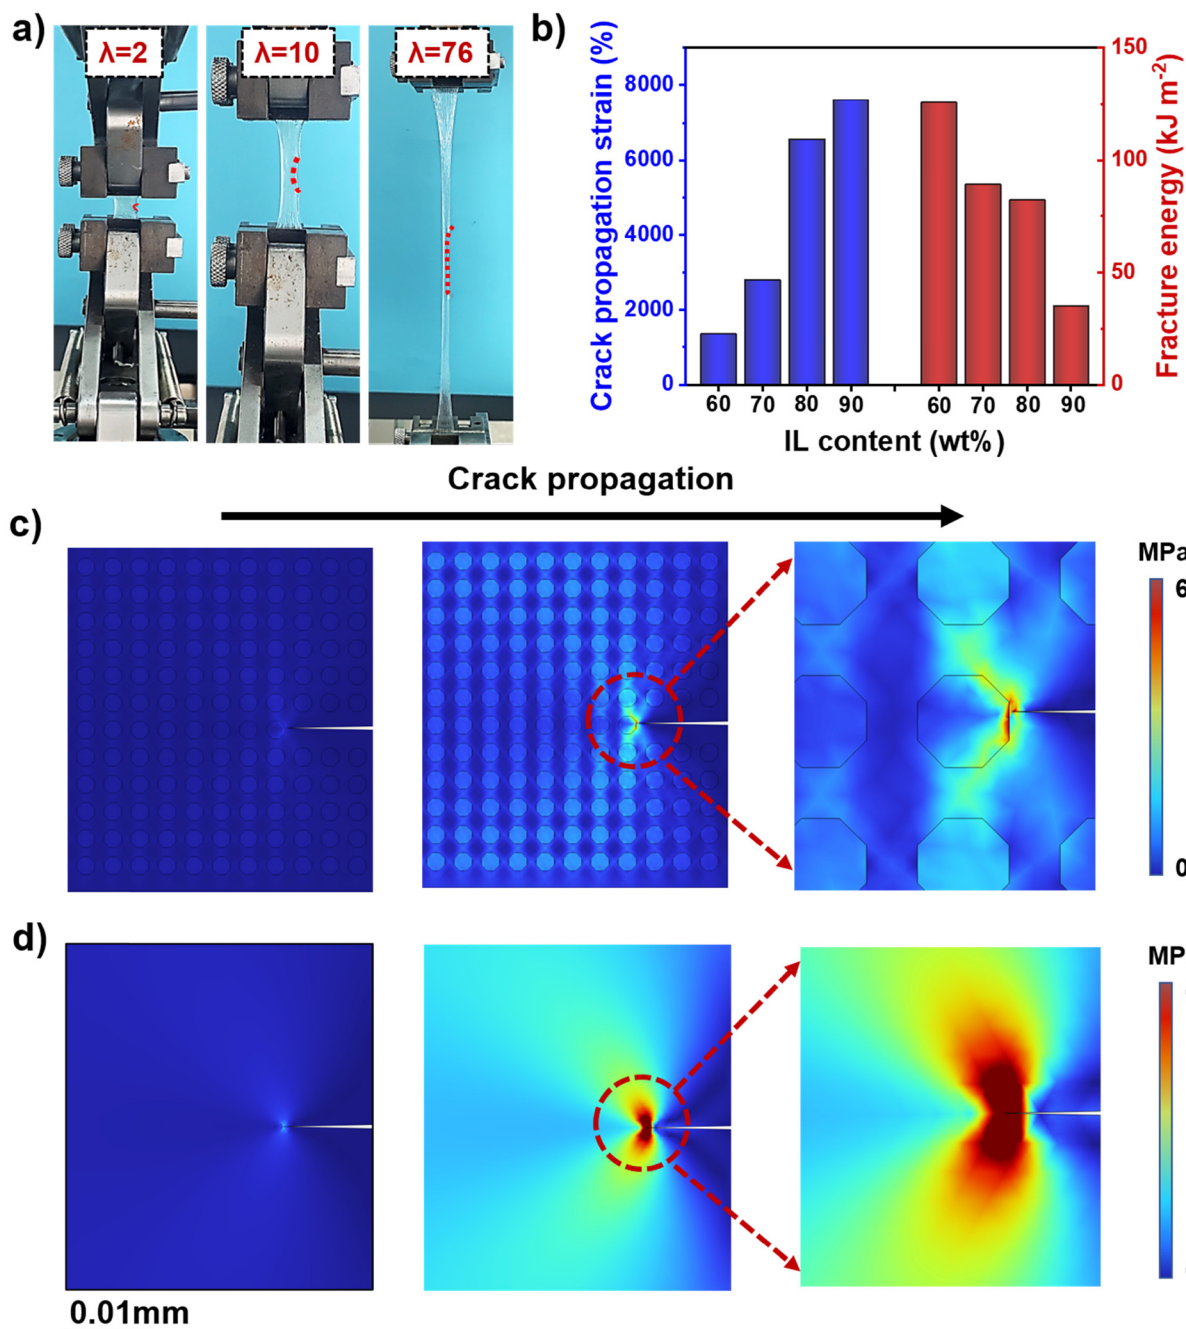 a)
λ=2
λ=10
λ=76
b)
Crack propagation strain (%)
8000
6000
4000
2000
0
150
100
50
0
Fracture energy (kJ m⁻²)
60 70 80 90 60 70 80 90
IL content (wt%)
Crack propagation
c)
MPa
6
0
d)
MP
0.01mm